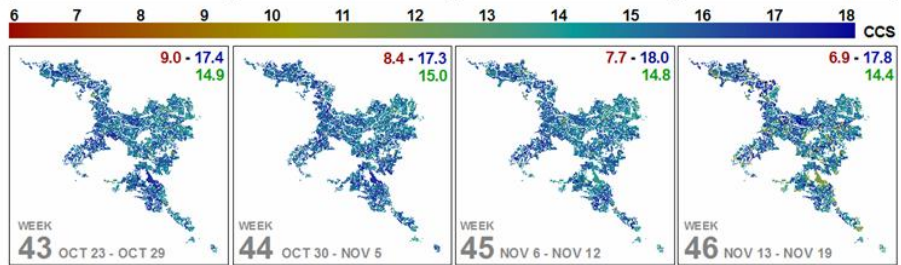 6 7 8 9 10 11 12 13 14 15 16 17 18
CCS
9.0 - 17.4
14.9
WEEK
43 OCT 23 - OCT 29
8.4 - 17.3
15.0
WEEK
44 OCT 30 - NOV 5
7.7 - 18.0
14.8
WEEK
45 NOV 6 - NOV 12
6.9 - 17.8
14.4
WEEK
46 NOV 13 - NOV 19